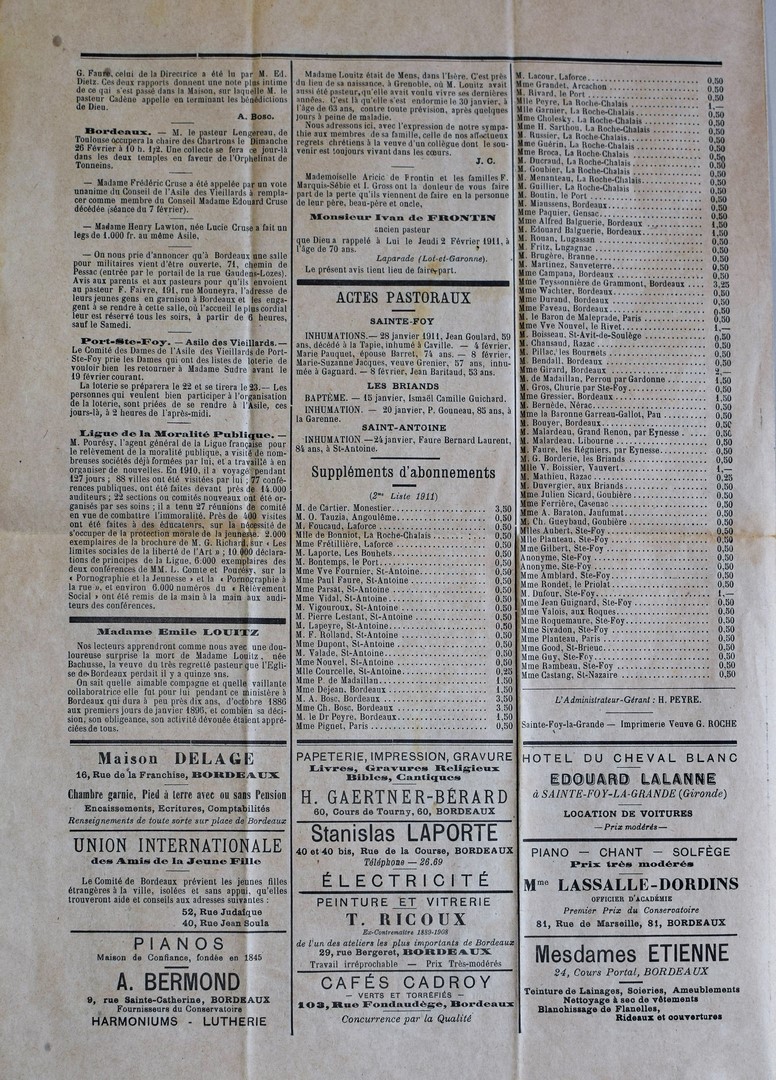 G. Faure, celui de la Directrice a été lu par M. Ed.
Dietz. Ces deux rapports donnent une note plus intime
de ce qui s'est passé dans la Maison, sur laquelle M. le
pasteur Cadène appelle en terminant les bénédictions
de Dieu.
A. Bosc.
Bordeaux. — M. le pasteur Lengereau, de
Toulouse occupera la chaire des Chartrons le Dimanche
26 Février à 10 h. 1/2. Une collecte se fera ce jour-là
dans les deux temples en faveur de l'Orphelinat de
Tonneins.
— Madame Frédéric Cruse a été appelée par un vote
unanime du Conseil de l'Asile des Vieillards à rempla-
cer comme membre du Conseil Madame Edouard Cruse
décédée (séance du 7 février).
— Madame Henry Lawton, née Lucie Cruse a fait un
legs de 1.000 fr. au même Asile.
— On nous prie d'annoncer qu'à Bordeaux une salle
pour militaires vient d'être ouverte, 71, chemin de
Pessac (entrée par le portail de la rue Gauden-Lozes).
Avis aux parents et aux pasteurs pour qu'ils envoient
au pasteur F. Faivre, 191, rue Mouneyra, l'adresse de
leurs jeunes gens en garnison à Bordeaux et les enga-
gent à se rendre à cette salle, où l'accueil le plus cordial
leur est réservé tous les soirs, à partir de 6 heures,
sauf le Samedi.
Port-Ste-Foy. — Asile des Vieillards.—
Le Comité des Dames de l'Asile des Vieillards de Port-
Ste-Foy prie les Dames qui ont des listes de loterie de
vouloir bien les retourner à Madame Sudre avant le
19 février courant.
La loterie se préparera le 22 et se tirera le 23.— Les
personnes qui veulent bien participer à l'organisation
de la loterie, sont priées de se rendre à l'Asile, ces
jours-là, à 2 heures de l'après-midi.
Ligue de la Moralité Publique. —
M. Pourésy, l'agent général de la Ligue française pour
le relèvement de la moralité publique, a visité de nom-
breuses sociétés déjà formées par lui, et a travaillé à en
organiser de nouvelles. En 1910, il a voyagé pendant
127 jours ; 88 villes ont été visitées par lui ; 77 confé-
rences publiques, ont été faites devant près de 14.000
auditeurs ; 22 sections ou comités nouveaux ont été or-
ganisés par ses soins ; il a tenu 27 réunions de comité
en vue de combattre l'immoralité. Près de 400 visites
ont été faites à des éducateurs, sur la nécessité de
s'occuper de la protection morale de la jeunesse. 2.000
exemplaires de la brochure de M. G. Richard, sur « Les
limites sociales de la liberté de l'Art » ; 10 000 déclara-
tions de principes de la Ligue, 6.000 exemplaires des
deux conférences de MM. L. Comte et Pourésy, sur la
« Pornographie et la Jeunesse » et la « Pornographie à
la rue », et environ 6.000 numéros du « Relèvement
Social » ont été remis de la main à la main aux audi-
teurs des conférences.
Madame Emile LOUITZ
Nos lecteurs apprendront comme nous avec une dou-
loureuse surprise la mort de Madame Louitz, née
Bachusse, la veuve du très regretté pasteur que l'Egli-
se de Bordeaux perdait il y a quinze ans.
On sait quelle aimable compagne et quelle vaillante
collaboratrice elle fut pour lui pendant ce ministère à
Bordeaux qui dura à peu près dix ans, d'octobre 1886
aux premiers jours de janvier 1896, et combien sa déci-
sion, son obligeance, son activité dévouée étaient appré-
ciées de tous.
Maison DELAGE
16, Rue de la Franchise, BORDEAUX
Chambre garnie, Pied à terre avec ou sans Pension
Encaissements, Ecritures, Comptabilités
Renseignements de toute sorte sur place de Bordeaux
UNION INTERNATIONALE
des Amis de la Jeune Fille
Le Comité de Bordeaux prévient les jeunes filles
étrangères à la ville, isolées et sans appui, qu'elles
trouveront aide et conseils aux adresses suivantes :
52, Rue Judaïque
40, Rue Jean Soula
PIANOS
Maison de Confiance, fondée en 1845
A. BERMOND
9, rue Sainte-Catherine, BORDEAUX
Fournisseurs du Conservatoire
HARMONIUMS - LUTHERIE
Madame Louitz était de Mens, dans l'Isère. C'est près
du lieu de sa naissance, à Grenoble, où M. Louitz avait
aussi été pasteur, qu'elle avait voulu vivre ses dernières
années. C'est là qu'elle s'est endormie le 30 janvier, à
l'âge de 63 ans, contre toute prévision, après quelques
jours à peine de maladie.
Nous adressons ici, avec l'expression de notre sympa-
thie aux membres de sa famille, celle de nos affectueux
regrets chrétiens à la veuve d'un collègue dont le sou-
venir est toujours vivant dans les cœurs.
J. C.
Mademoiselle Aricie de Frontin et les familles F.
Marquis-Sébie et I. Gross ont la douleur de vous faire
part de la perte qu'ils viennent de faire en la personne
de leur père, beau-père et oncle,
Monsieur Ivan de FRONTIN
ancien pasteur
que Dieu a rappelé à Lui le Jeudi 2 Février 1911, à
l'âge de 70 ans.
Laparade (Lot-et-Garonne).
Le présent avis tient lieu de faire-part.
ACTES PASTORAUX
SAINTE-FOY
INHUMATIONS.— 28 janvier 1911, Jean Goulard, 59
ans, décédé à la Tapie, inhumé à Caville. — 4 février,
Marie Pauquet, épouse Barret, 74 ans. — 8 février,
Marie-Suzanne Jacques, veuve Grenier, 57 ans, inhu-
mée à Gagnard. — 8 février, Jean Baritaud, 53 ans.
LES BRIANDS
BAPTÊME. — 15 janvier, Ismaël Camille Guichard.
INHUMATION. — 20 janvier, P. Gouneau, 85 ans, à
la Garenne.
SAINT-ANTOINE
INHUMATION — 24 janvier, Faure Bernard Laurent,
84 ans, à St-Antoine.
Suppléments d'abonnements
(2me Liste 1911)
M. de Cartier. Monestier 3,50
M. O. Tauzia, Angoulême 0,50
M. Foucaud, Laforce 0,50
Mlle de Bonniot, La Roche-Chalais 0,50
Mme Frétillière, Laforce 0,50
M. Laporte, Les Bonhets 0,50
M. Bontemps, le Port 0,50
Mme Vve Fournier, St-Antoine 0,50
Mme Paul Faure, St-Antoine 0,50
Mme Parsat, St-Antoine 0,50
Mme Vidal, St-Antoine 0,50
M. Vigouroux, St-Antoine 0,50
M. Pierre Lestant, St-Antoine 0,50
M. Lapeyre, St-Antoine 0,50
M. F. Rolland, St-Antoine 0,50
Mme Dupont, St-Antoine 0,50
M. Valade, St-Antoine 0,50
Mme Nouvel, St-Antoine 0,50
Mlle Courcelle, St-Antoine 0,25
Mme P. de Madaillan 1,50
Mme Dejean, Bordeaux 1,50
M. A. Bosc, Bordeaux 3,50
Mme Ch. Bosc, Bordeaux 3.50
M. le Dr Peyre, Bordeaux 1,50
Mme Pignet, Paris 0,50
PAPETERIE, IMPRESSION, GRAVURE
Livres, Gravures Religieux
Bibles, Cantiques
H. GAERTNER-BÉRARD
60, Cours de Tourny, 60, BORDEAUX
Stanislas LAPORTE
40 et 40 bis, Rue de la Course, BORDEAUX
Téléphone — 26.69
ÉLECTRICITÉ
PEINTURE ET VITRERIE
T. RICOUX
Ex-Contremaître 1889-1908
de l'un des ateliers les plus importants de Bordeaux
29, rue Bergeret, BORDEAUX
Travail irréprochable — Prix Très-modérés
CAFÉS CADROY
— VERTS ET TORRÉFIÉS —
103, Rue Fondaudège, Bordeaux
Concurrence par la Qualité
M. Lacour, Laforce 0,50
Mme Grandet, Arcachon 0,50
M. Rivard, le Port 0,50
Mlle Peyre, La Roche-Chalais 1,—
Mlle Garnier, La Roche-Chalais 0,50
Mme Cholesky, La Roche-Chalais 0,50
Mme H. Sarthou, La Roche-Chalais 0,50
M. Russier, La Roche-Chalais 0,50
Mme Guérin, La Roche-Chalais 0,50
Mme Broca, La Roche-Chalais 0,50
M. Ducraud, La Roche-Chalais 0,50
M. Goubier, La Roche-Chalais 0,50
M. Menanteau, La Roche-Chalais 0,50
M. Guillier, La Roche-Chalais 0,50
M. Boutin, le Port 0,50
M. Miaussens, Bordeaux 0,50
Mme Paquier, Gensac 0,50
Mme Alfred Balguerie, Bordeaux 1,50
M. Edouard Balguerie, Bordeaux 1,50
M. Rouan, Lugassan 0,50
M. Fritz, Lugagnac 0,50
M. Brugère, Branne 0,50
M. Martinez, Sauveterre 0,50
Mme Campana, Bordeaux 0,50
Mme Teyssonnière de Grammont, Bordeaux 3,25
Mme Wachter, Bordeaux 0,50
Mme Durand, Bordeaux 0,50
Mme Faveau, Bordeaux 0,50
M. le Baron de Maleprade, Paris 0,50
Mme Vve Nouvel, le Rivet 1,—
M. Boisseau, St-Avit-de-Soulège 0,50
M. Chansaud, Razac 0,50
M. Pillac, les Bournets 0,50
M. Bendall, Bordeaux 0,50
Mme Girard, Bordeaux 2,—
M. de Madaillan, Perrou par Gardonne 1,50
M. Gros, Churie par Ste-Foy 0,50
Mme Gressier, Bordeaux 1,50
M. Bernède, Nérac 0,50
Mme la Baronne Garreau-Gallot, Pau 0,50
M. Bouyer, Bordeaux 0,50
M. Malardeau, Grand Renon, par Eynesse 0,50
M. Malardeau, Libourne 0,50
M. Faure, les Réguiers, par Eynesse 0,50
M. G. Borderie, les Briands 0,50
Mlle V. Boissier, Vauvert 1,—
M. Mathieu, Razac 0,25
M. Duvergier, aux Briands 0,50
Mme Julien Sicard, Goubière 0,50
Mme Ferrière, Cavenac 0,50
Mme A. Baraton, Jaufumat 0,50
M. Ch. Gueybaud, Goubière 0,50
Mlles Aubert, Ste-Foy 0,50
Mlle Planteau, Ste-Foy 0,50
Mme Gilbert, Ste-Foy 0,50
Anonyme, Ste-Foy 0,50
Anonyme, Ste-Foy 0,50
Mme Amblard, Ste-Foy 0,50
Mme Rondet, le Priolat 0,50
M. Dufour, Ste-Foy 1,—
Mme Jean Guignard, Ste-Foy 0,50
Mme Valois, aux Roques 0,50
Mme Roquemaure, Ste-Foy 0,50
Mme Sivadon, Ste-Foy 0,50
Mme Planteau, Paris 0,50
Mme Good, St-Brieuc 0,50
Mme Guy, Ste-Foy 0,50
Mme Rambeau, Ste-Foy 0,50
Mme Castang, St-Nazaire 0,50
L'Administrateur-Gérant : H. PEYRE.
Sainte-Foy-la-Grande — Imprimerie Veuve G. ROCHE
HOTEL DU CHEVAL BLANC
EDOUARD LALANNE
à SAINTE-FOY-LA-GRANDE (Gironde)
LOCATION DE VOITURES
— Prix modérés —
PIANO — CHANT — SOLFÈGE
Prix très modérés
Mme LASSALLE-DORDINS
OFFICIER D'ACADÉMIE
Premier Prix du Conservatoire
81, Rue de Marseille, 81, BORDEAUX
Mesdames ETIENNE
24, Cours Portal, BORDEAUX
Teinture de Lainages, Soieries, Ameublements
Nettoyage à sec de vêtements
Blanchissage de Flanelles,
Rideaux et couvertures